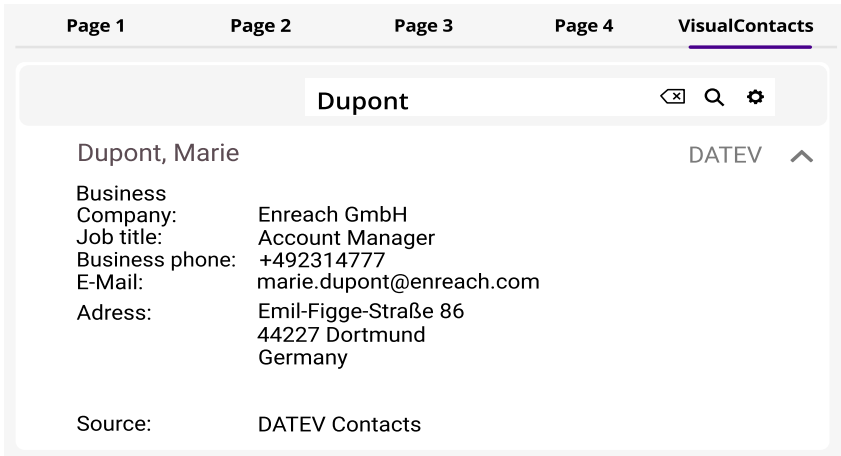 Page 1 Page 2 Page 3 Page 4 VisualContacts
Dupont
Dupont, Marie DATEV
Business
Company: Enreach GmbH
Job title: Account Manager
Business phone: +492314777
E-Mail: marie.dupont@enreach.com
Adress: Emil-Figge-Straße 86
44227 Dortmund
Germany
Source: DATEV Contacts